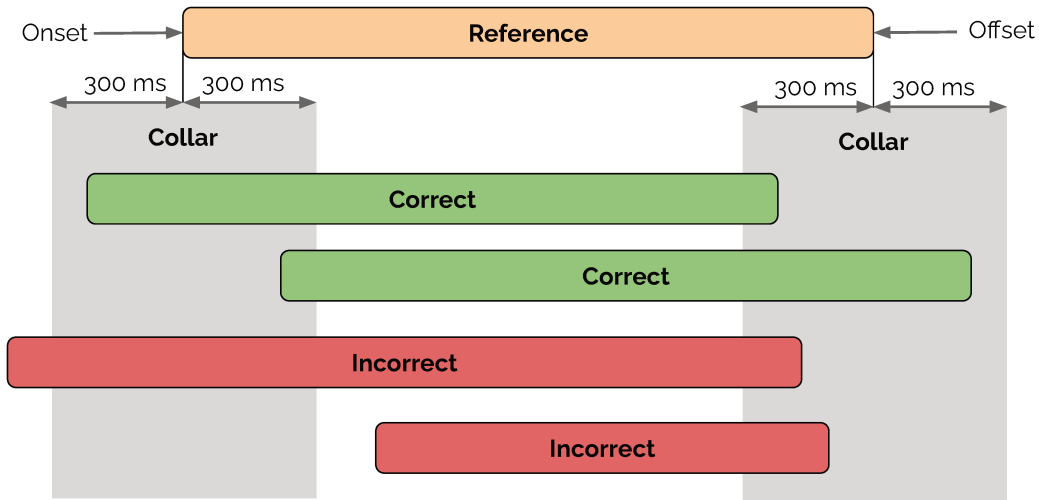 Onset
Reference
Offset
300 ms 300 ms
300 ms 300 ms
Collar
Collar
Correct
Correct
Incorrect
Incorrect